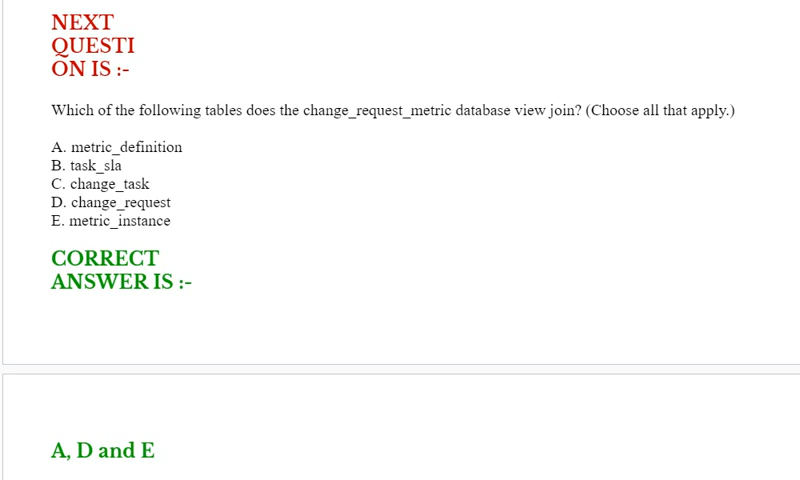 NEXT
QUESTI
ON IS :-
Which of the following tables does the change_request_metric database view join? (Choose all that apply.)
A. metric_definition
B. task_sla
C. change_task
D. change_request
E. metric_instance
CORRECT
ANSWER IS :-
A, D and E